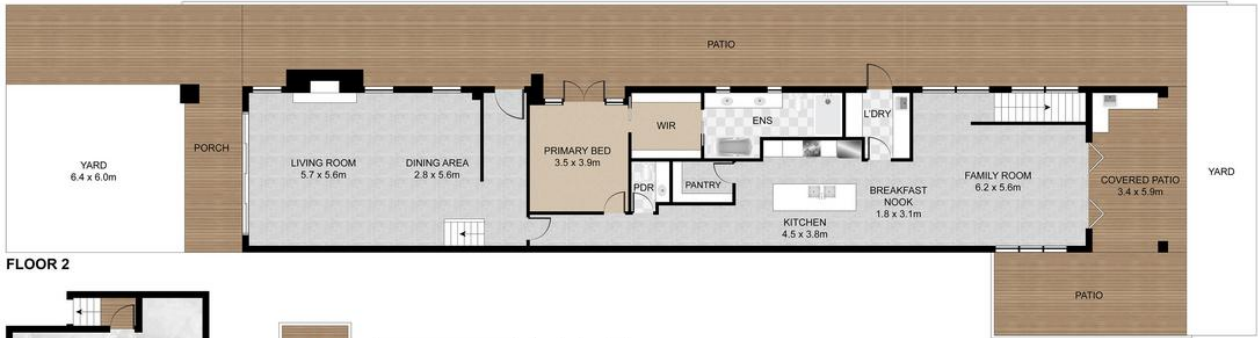 PATIO
ENS
L'DRY
WIR
PRIMARY BED
3.5 x 3.9m
LIVING ROOM
5.7 x 5.6m
DINING AREA
2.8 x 5.6m
PORCH
YARD
6.4 x 6.0m
PDR
PANTRY
KITCHEN
4.5 x 3.8m
BREAKFAST
NOOK
1.8 x 3.1m
FAMILY ROOM
6.2 x 5.6m
COVERED PATIO
3.4 x 5.9m
YARD
FLOOR 2
PATIO